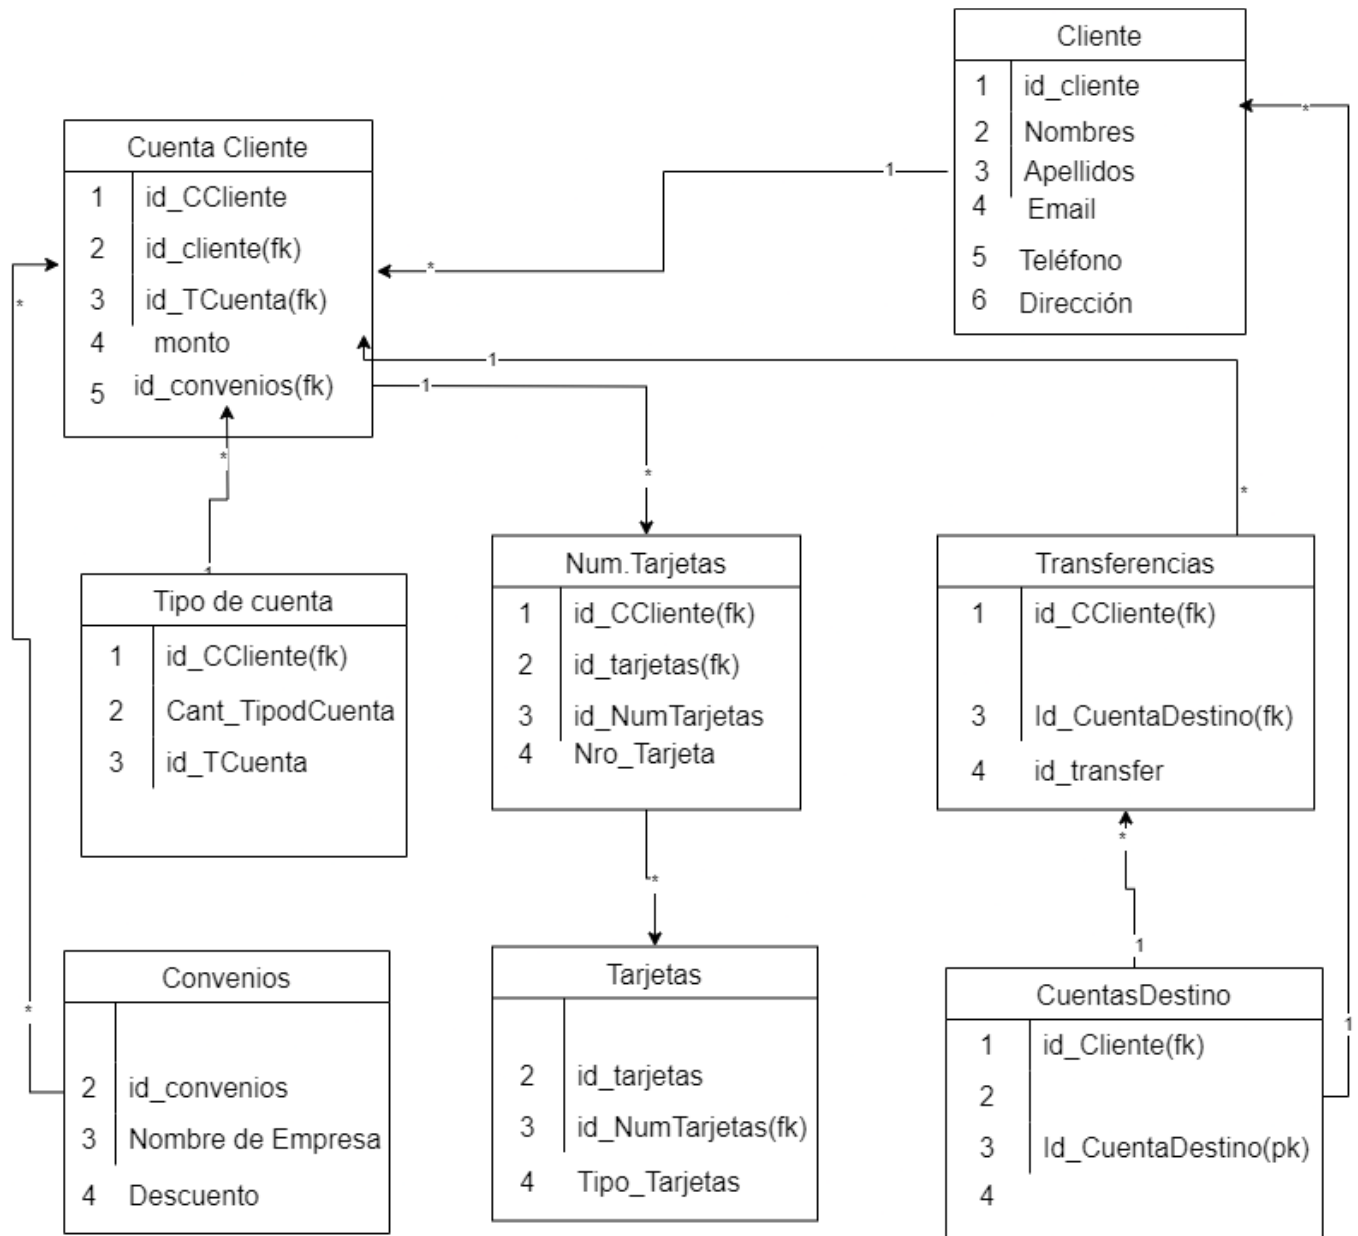 Cliente
1 id_cliente
2 Nombres
3 Apellidos
4 Email
5 Teléfono
6 Dirección
Cuenta Cliente
1 id_CCliente
2 id_cliente(fk)
3 id_TCuenta(fk)
4 monto
5 id_convenios(fk)
1
*
*
1
1
*
*
1
*
*
*
1
Tipo de cuenta
1 id_CCliente(fk)
2 Cant_TipodCuenta
3 id_TCuenta
Num.Tarjetas
1 id_CCliente(fk)
2 id_tarjetas(fk)
3 id_NumTarjetas
4 Nro_Tarjeta
Transferencias
1 id_CCliente(fk)
3 Id_CuentaDestino(fk)
4 id_transfer
*
*
1
*
1
Convenios
2 id_convenios
3 Nombre de Empresa
4 Descuento
Tarjetas
2 id_tarjetas
3 id_NumTarjetas(fk)
4 Tipo_Tarjetas
CuentasDestino
1 id_Cliente(fk)
2
3 Id_CuentaDestino(pk)
4